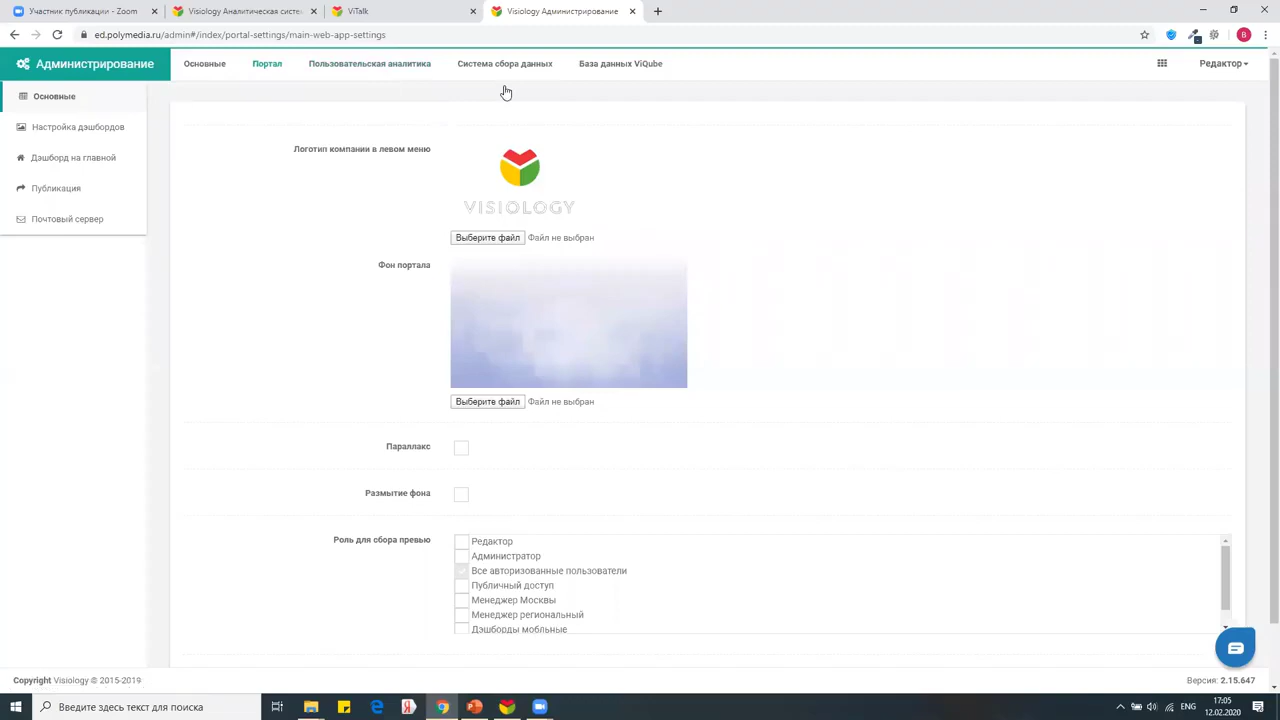 Участник публикации - Zoom
Visiology Аналитическая систе
ViTalk
Visiology Администрирование
ed.polymedia.ru/admin#/index/portal-settings/main-web-app-settings
B
Администрирование
Основные
Портал
Пользовательская аналитика
Система сбора данных
База данных ViQube
Редактор
Основные
Настройка дэшбордов
Дэшборд на главной
Публикация
Почтовый сервер
Логотип компании в левом меню
VISIOLOGY
Выберите файл Файл не выбран
Фон портала
Выберите файл Файл не выбран
Параллакс
Размытие фона
Роль для сбора превью
Редактор
Администратор
Все авторизованные пользователи
Публичный доступ
Менеджер Москвы
Менеджер региональный
Дэшборды мобльные
Copyright Visiology © 2015-2019
Версия: 2.15.647
Введите здесь текст для поиска
ENG
17:05
12.02.2020